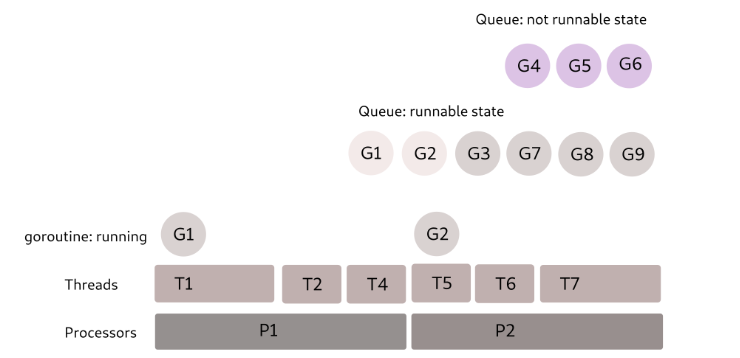 Queue: not runnable state
G4 G5 G6
Queue: runnable state
G1 G2 G3 G7 G8 G9
goroutine: running G1 G2
Threads T1 T2 T4 T5 T6 T7
Processors P1 P2